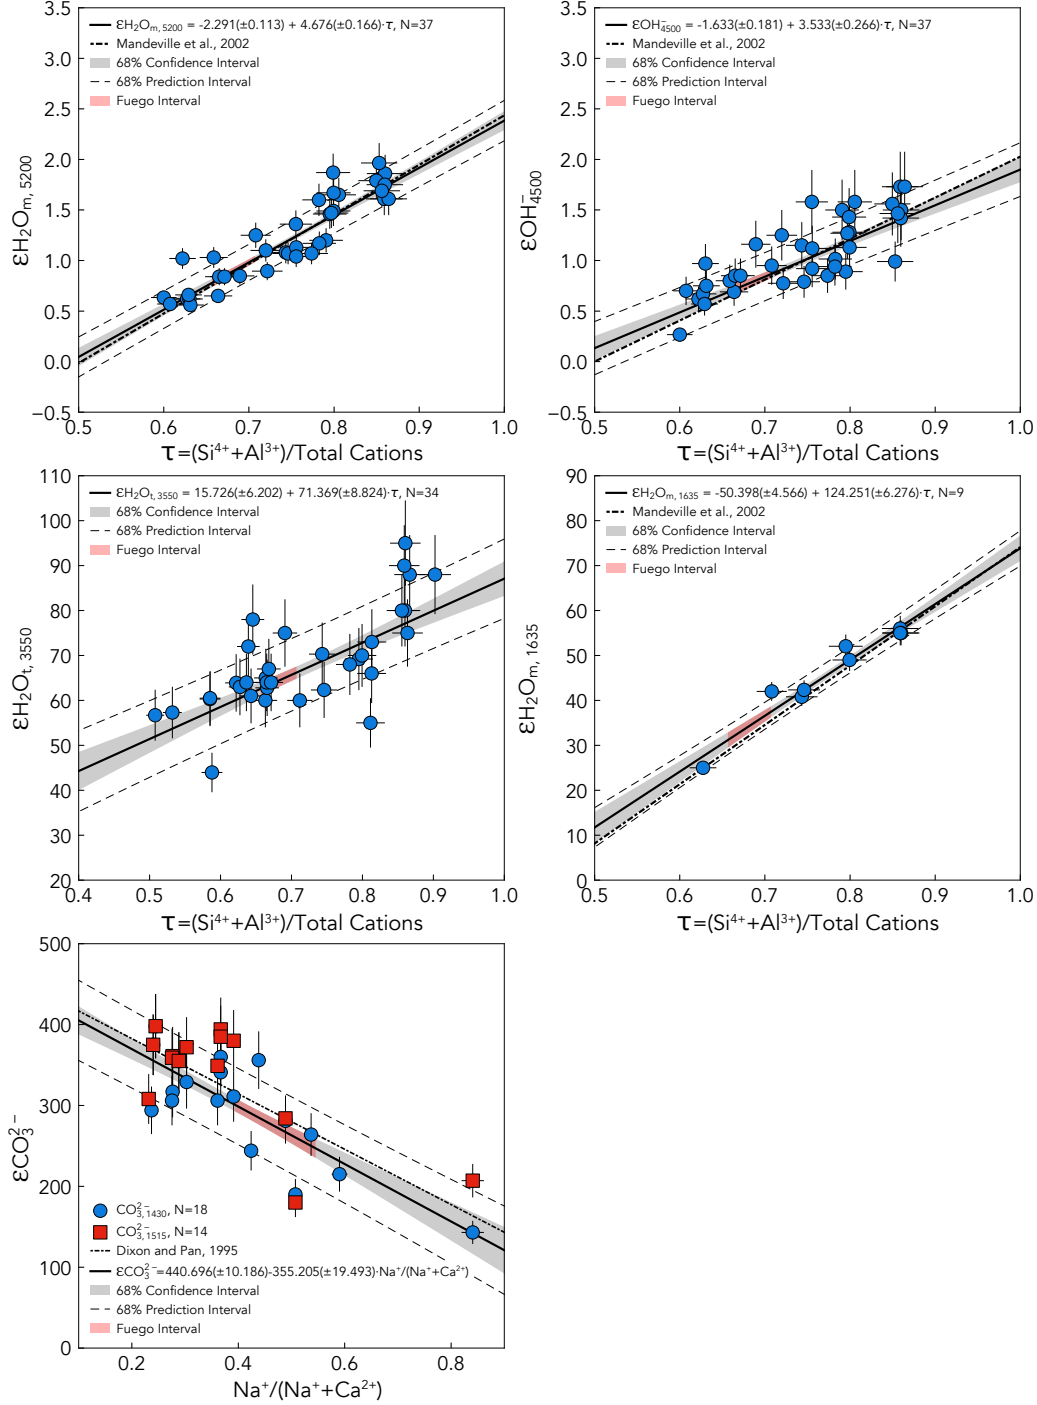 εH₂Oₘ, ₅₂₀₀ = -2.291(±0.113) + 4.676(±0.166)·τ, N=37
Mandeville et al., 2002
68% Confidence Interval
68% Prediction Interval
Fuego Interval
3.5
3.0
2.5
2.0
1.5
1.0
0.5
0.0
−0.5
εH₂Oₘ, ₅₂₀₀
0.5 0.6 0.7 0.8 0.9 1.0
τ=(Si⁴⁺+Al³⁺)/Total Cations
εOH⁻₄₅₀₀ = -1.633(±0.181) + 3.533(±0.266)·τ, N=37
Mandeville et al., 2002
68% Confidence Interval
68% Prediction Interval
Fuego Interval
3.5
3.0
2.5
2.0
1.5
1.0
0.5
0.0
−0.5
εOH⁻₄₅₀₀
0.5 0.6 0.7 0.8 0.9 1.0
τ=(Si⁴⁺+Al³⁺)/Total Cations
εH₂Oₜ, ₃₅₅₀ = 15.726(±6.202) + 71.369(±8.824)·τ, N=34
68% Confidence Interval
68% Prediction Interval
Fuego Interval
110
100
90
80
70
60
50
40
30
20
εH₂Oₜ, ₃₅₅₀
0.4 0.5 0.6 0.7 0.8 0.9 1.0
τ=(Si⁴⁺+Al³⁺)/Total Cations
εH₂Oₘ, ₁₆₃₅ = -50.398(±4.566) + 124.251(±6.276)·τ, N=9
Mandeville et al., 2002
68% Confidence Interval
68% Prediction Interval
Fuego Interval
90
80
70
60
50
40
30
20
10
0
εH₂Oₘ, ₁₆₃₅
0.5 0.6 0.7 0.8 0.9 1.0
τ=(Si⁴⁺+Al³⁺)/Total Cations
500
400
300
200
100
0
εCO₃²⁻
CO₃²⁻,₁₄₃₀, N=18
CO₃²⁻,₁₅₁₅, N=14
Dixon and Pan, 1995
εCO₃²⁻=440.696(±10.186)-355.205(±19.493)·Na⁺/(Na⁺+Ca²⁺)
68% Confidence Interval
68% Prediction Interval
Fuego Interval
0.2 0.4 0.6 0.8
Na⁺/(Na⁺+Ca²⁺)